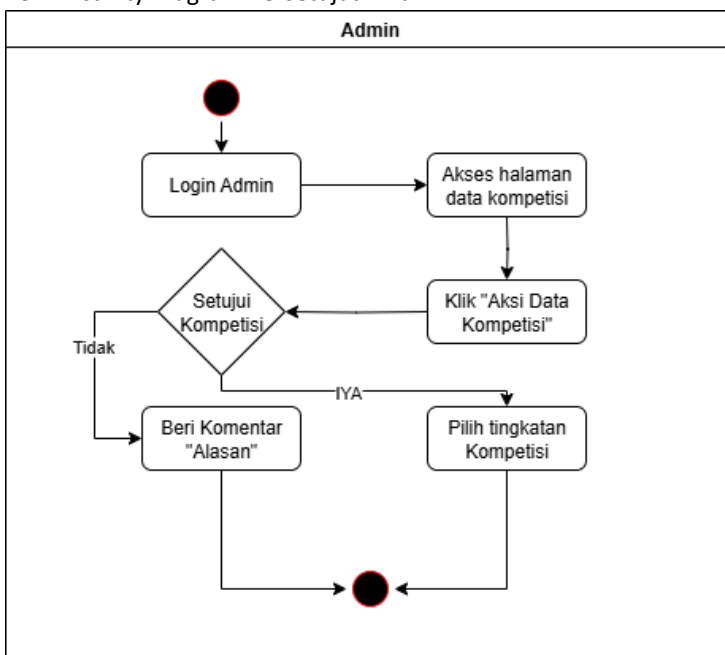 Admin
Login Admin
Akses halaman
data kompetisi
Klik "Aksi Data
Kompetisi"
Setujui
Kompetisi
Tidak
IYA
Beri Komentar
"Alasan"
Pilih tingkatan
Kompetisi